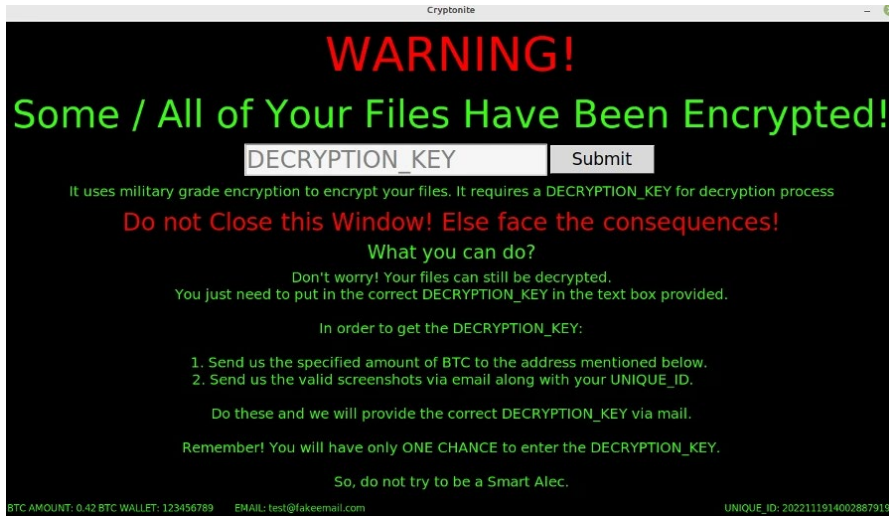 Cryptonite
WARNING!
Some / All of Your Files Have Been Encrypted!
DECRYPTION_KEY Submit
It uses military grade encryption to encrypt your files. It requires a DECRYPTION_KEY for decryption process
Do not Close this Window! Else face the consequences!
What you can do?
Don't worry! Your files can still be decrypted.
You just need to put in the correct DECRYPTION_KEY in the text box provided.
In order to get the DECRYPTION_KEY:
1. Send us the specified amount of BTC to the address mentioned below.
2. Send us the valid screenshots via email along with your UNIQUE_ID.
Do these and we will provide the correct DECRYPTION_KEY via mail.
Remember! You will have only ONE CHANCE to enter the DECRYPTION_KEY.
So, do not try to be a Smart Alec.
BTC AMOUNT: 0.42 BTC WALLET: 123456789 EMAIL: test@fakeemail.com UNIQUE_ID: 2022111914002887919